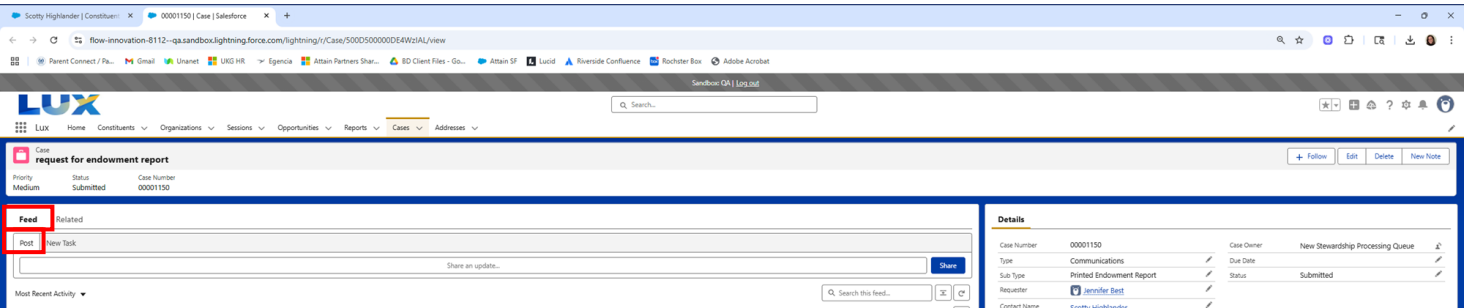 Scotty Highlander | Constituent
00001150 | Case | Salesforce
flow-innovation-8112--qa.sandbox.lightning.force.com/lightning/r/Case/500D500000DE4WzIAL/view
Parent Connect / Pa... Gmail Unanet UKG HR Egencia Attain Partners Shar... BD Client Files - Go... Attain SF Lucid Riverside Confluence Rochster Box Adobe Acrobat
Sandbox: QA | Log out
LUX
Search...
Lux Home Constituents Organizations Sessions Opportunities Reports Cases Addresses
Case
request for endowment report
Follow Edit Delete New Note
Priority Status Case Number
Medium Submitted 00001150
Feed Related
Post New Task
Share an update... Share
Most Recent Activity Search this feed...
Details
Case Number 00001150 Case Owner New Stewardship Processing Queue
Type Communications Due Date
Sub Type Printed Endowment Report Status Submitted
Requester Jennifer Best
Contact Name Scotty Highlander